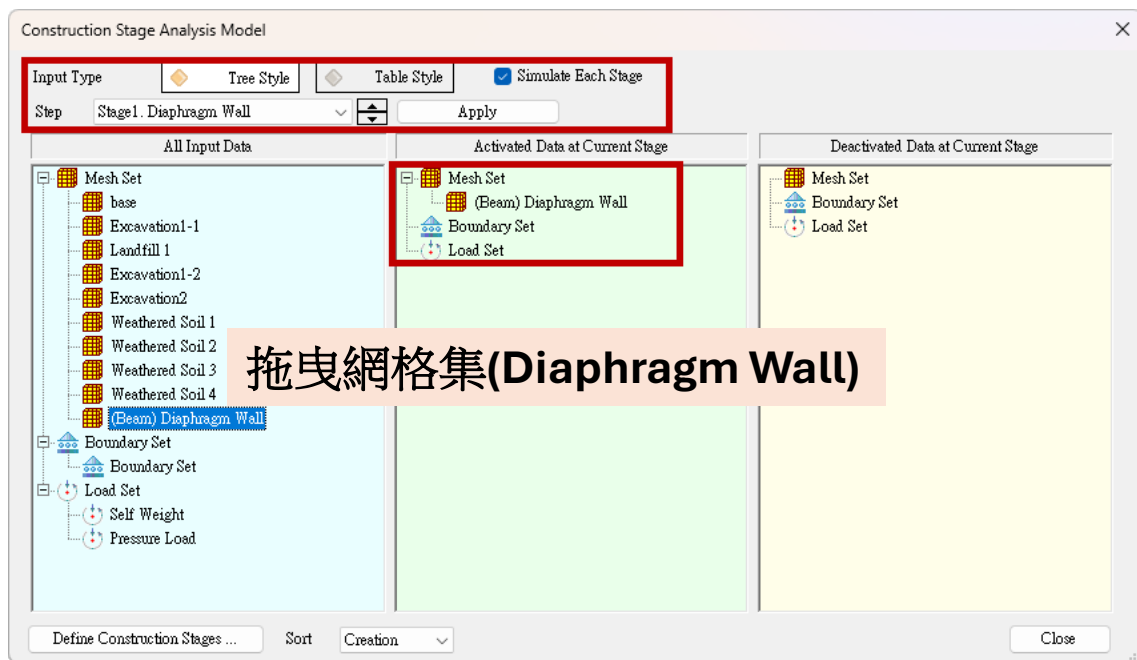 Construction Stage Analysis Model
Input Type Tree Style Table Style Simulate Each Stage
Step Stage1. Diaphragm Wall Apply
All Input Data Activated Data at Current Stage Deactivated Data at Current Stage
Mesh Set
base
Excavation1-1
Landfill 1
Excavation1-2
Excavation2
Weathered Soil 1
Weathered Soil 2
Weathered Soil 3
Weathered Soil 4
(Beam) Diaphragm Wall
Boundary Set
Boundary Set
Load Set
Self Weight
Pressure Load
Mesh Set
(Beam) Diaphragm Wall
Boundary Set
Load Set
Mesh Set
Boundary Set
Load Set
拖曳網格集(Diaphragm Wall)
Define Construction Stages ... Sort Creation Close